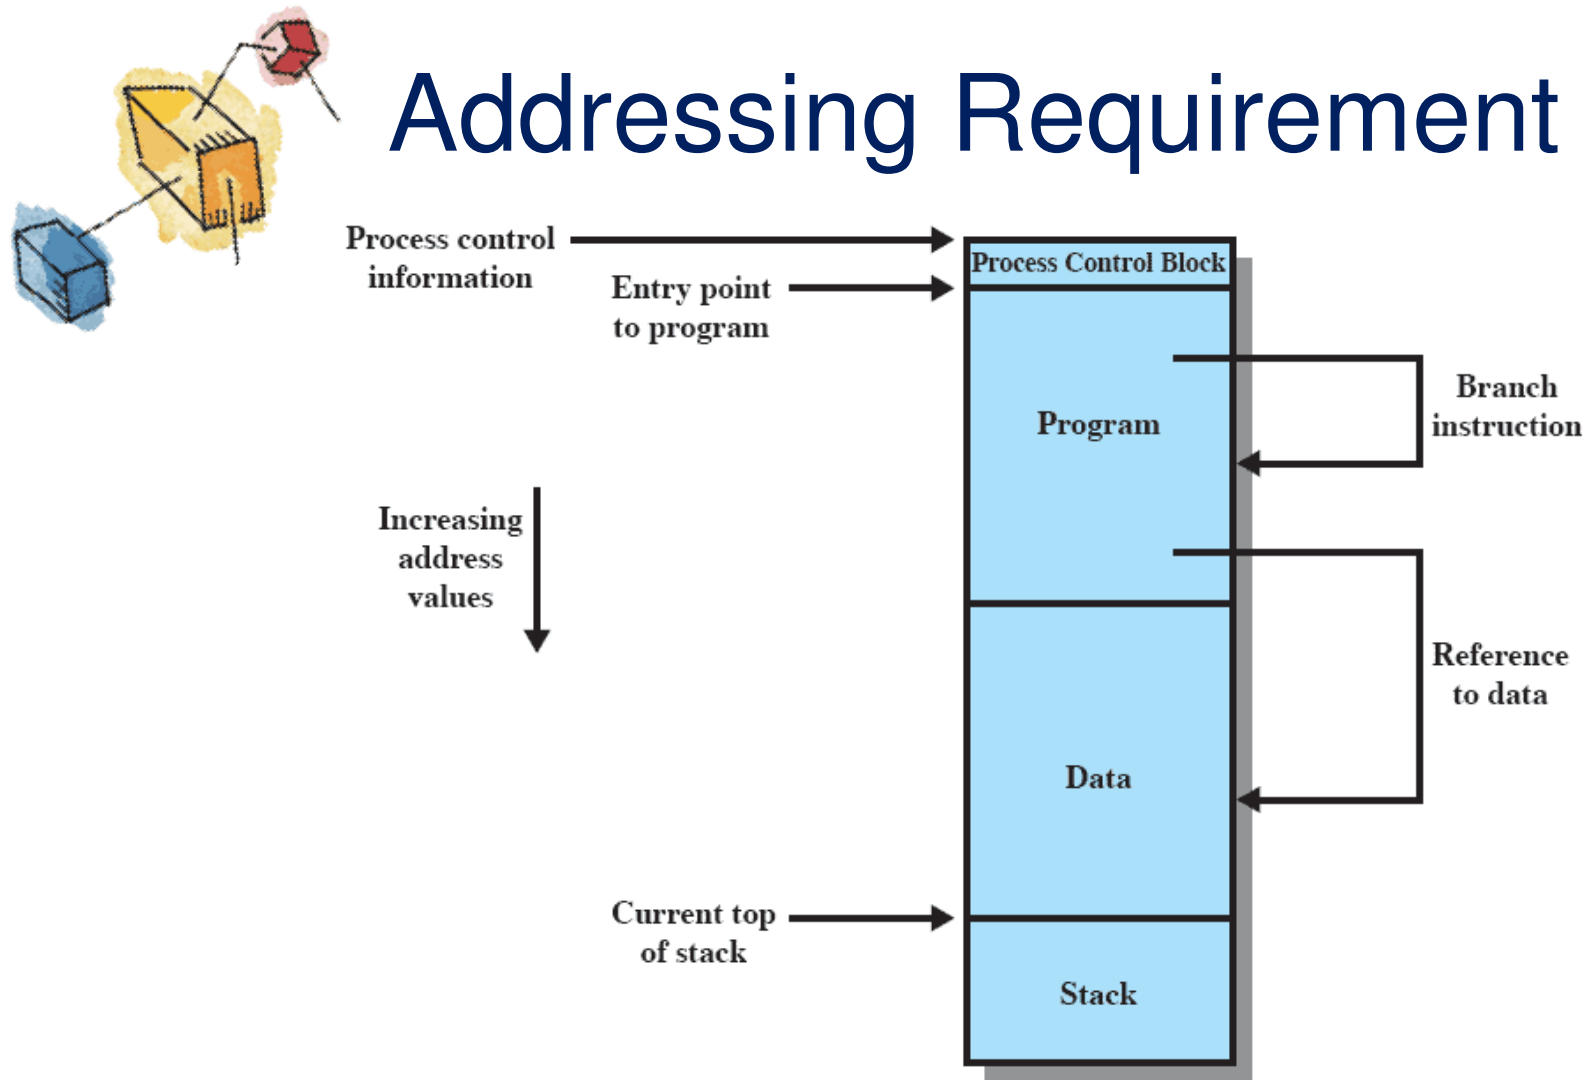 Addressing Requirement
Process control
information
Process Control Block
Entry point
to program
Branch
instruction
Program
Increasing
address
values
Reference
to data
Data
Current top
of stack
Stack